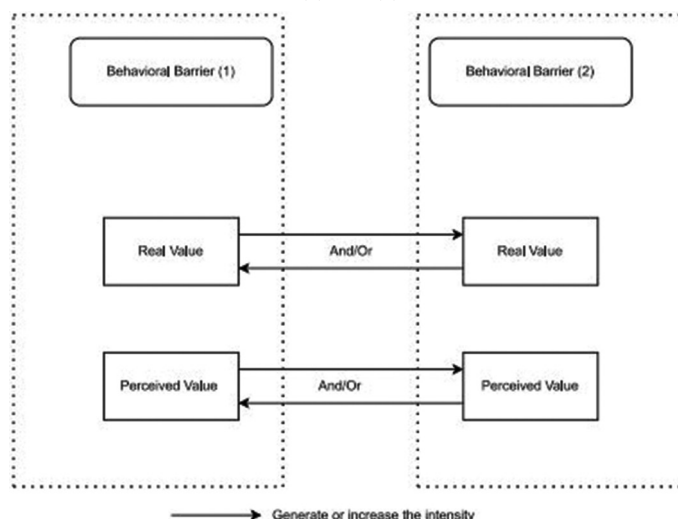 Behavioral Barrier (1)
Behavioral Barrier (2)
Real Value
And/Or
Real Value
Perceived Value
And/Or
Perceived Value
Generate or increase the intensity